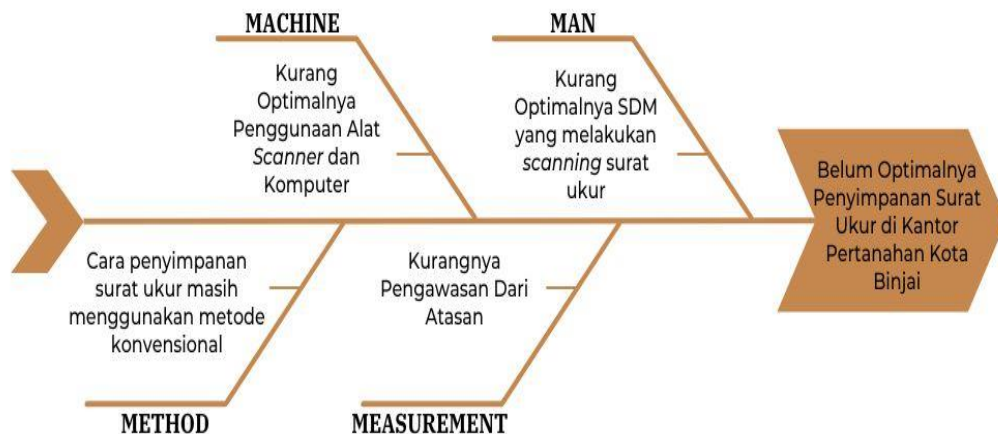 MACHINE
Kurang
Optimalnya
Penggunaan Alat
Scanner dan
Komputer
MAN
Kurang
Optimalnya SDM
yang melakukan
scanning surat
ukur
Belum Optimalnya
Penyimpanan Surat
Ukur di Kantor
Pertanahan Kota
Binjai
Cara penyimpanan
surat ukur masih
menggunakan metode
konvensional
METHOD
Kurangnya
Pengawasan Dari
Atasan
MEASUREMENT